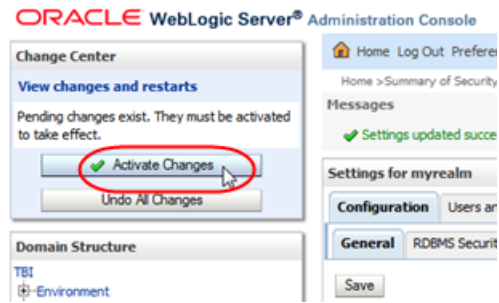 ORACLE WebLogic Server® Administration Console
Change Center
View changes and restarts
Pending changes exist. They must be activated
to take effect.
Activate Changes
Undo All Changes
Domain Structure
TBI
Environment
Home Log Out
Home >Summary of Security
Messages
Settings updated
Settings for myrealm
Configuration Users
General RDBMS
Save